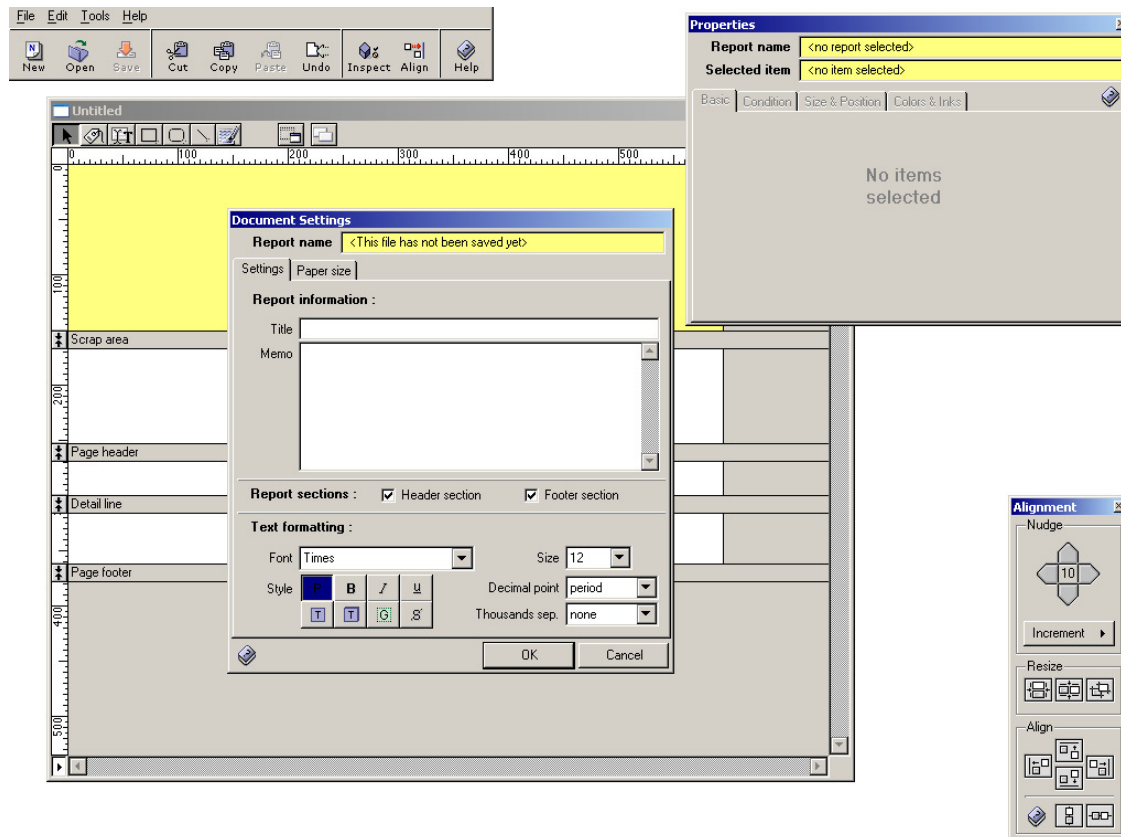 File Edit Tools Help
New Open Save Cut Copy Paste Undo Inspect Align Help
Properties
Report name <no report selected>
Selected item <no item selected>
Basic Condition Size & Position Colors & Inks
No items
selected
Untitled
0 100 200 300 400 500
0
100
200
400
500
Scrap area
Page header
Detail line
Page footer
Document Settings
Report name <This file has not been saved yet>
Settings Paper size
Report information :
Title
Memo
Report sections : Header section Footer section
Text formatting :
Font Times Size 12
Style P B I U Decimal point period
T T G S Thousands sep. none
OK Cancel
Alignment
Nudge
10
Increment
Resize
Align